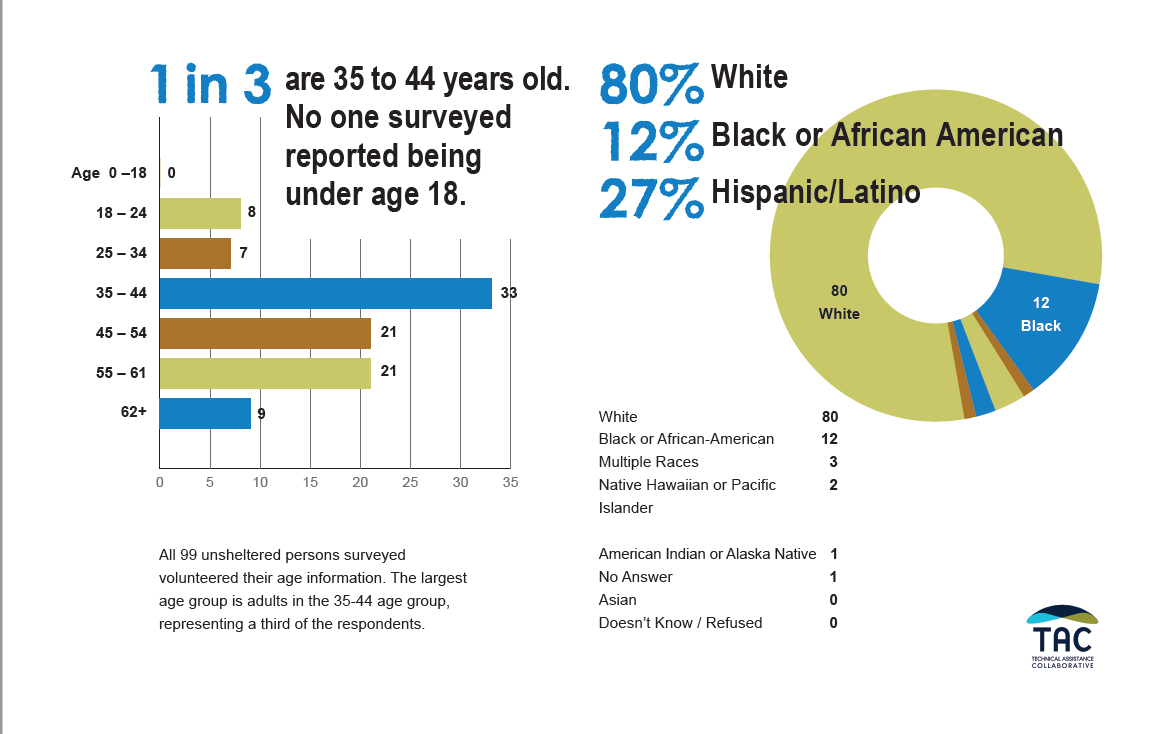 1 in 3 are 35 to 44 years old.
No one surveyed
reported being
under age 18.
Age 0 –18 0
18 – 24 8
25 – 34 7
35 – 44 33
45 – 54 21
55 – 61 21
62+ 9
0 5 10 15 20 25 30 35
All 99 unsheltered persons surveyed
volunteered their age information. The largest
age group is adults in the 35-44 age group,
representing a third of the respondents.
80% White
12% Black or African American
27% Hispanic/Latino
80
White
12
Black
White 80
Black or African-American 12
Multiple Races 3
Native Hawaiian or Pacific 2
Islander
American Indian or Alaska Native 1
No Answer 1
Asian 0
Doesn’t Know / Refused 0
TAC
TECHNICAL ASSISTANCE
COLLABORATIVE